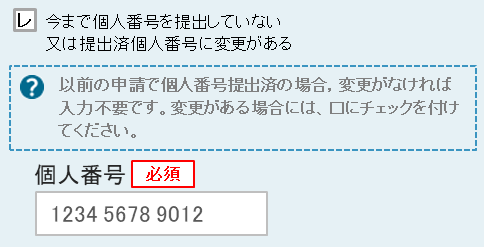 今まで個人番号を提出していない
又は提出済個人番号に変更がある
? 以前の申請で個人番号提出済の場合，変更がなければ
入力不要です。変更がある場合には、口にチェックを付け
てください。
個人番号 必須
1234 5678 9012